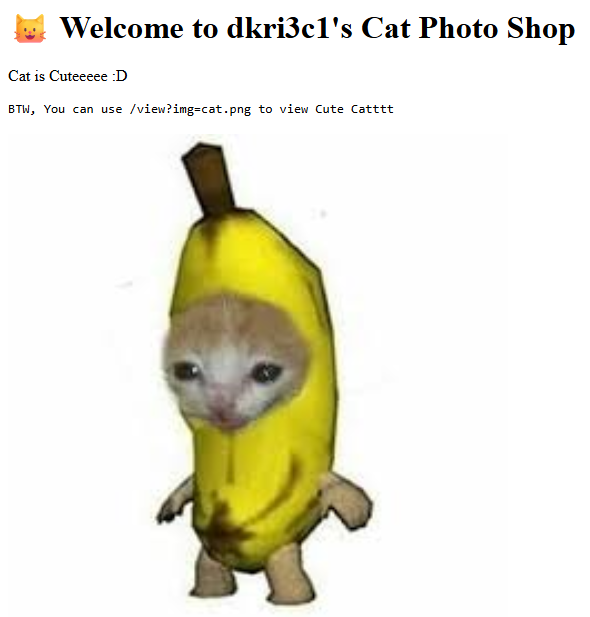 😺 Welcome to dkri3c1's Cat Photo Shop
Cat is Cuteeeee :D
BTW, You can use /view?img=cat.png to view Cute Catttt